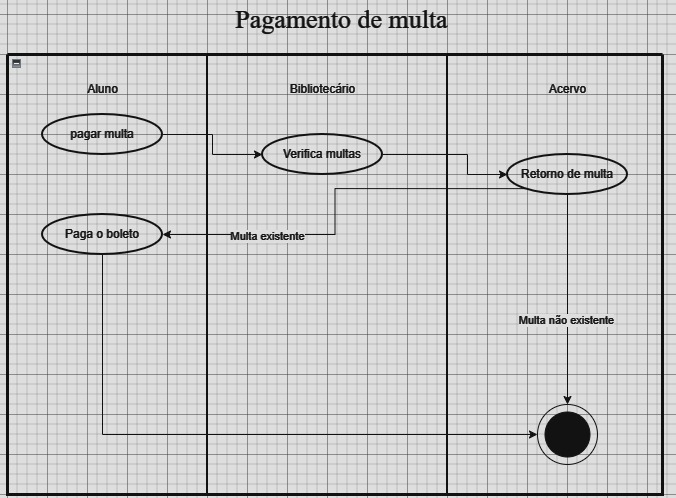 Pagamento de multa
Aluno
Bibliotecário
Acervo
pagar multa
Verifica multas
Retorno de multa
Paga o boleto
Multa existente
Multa não existente